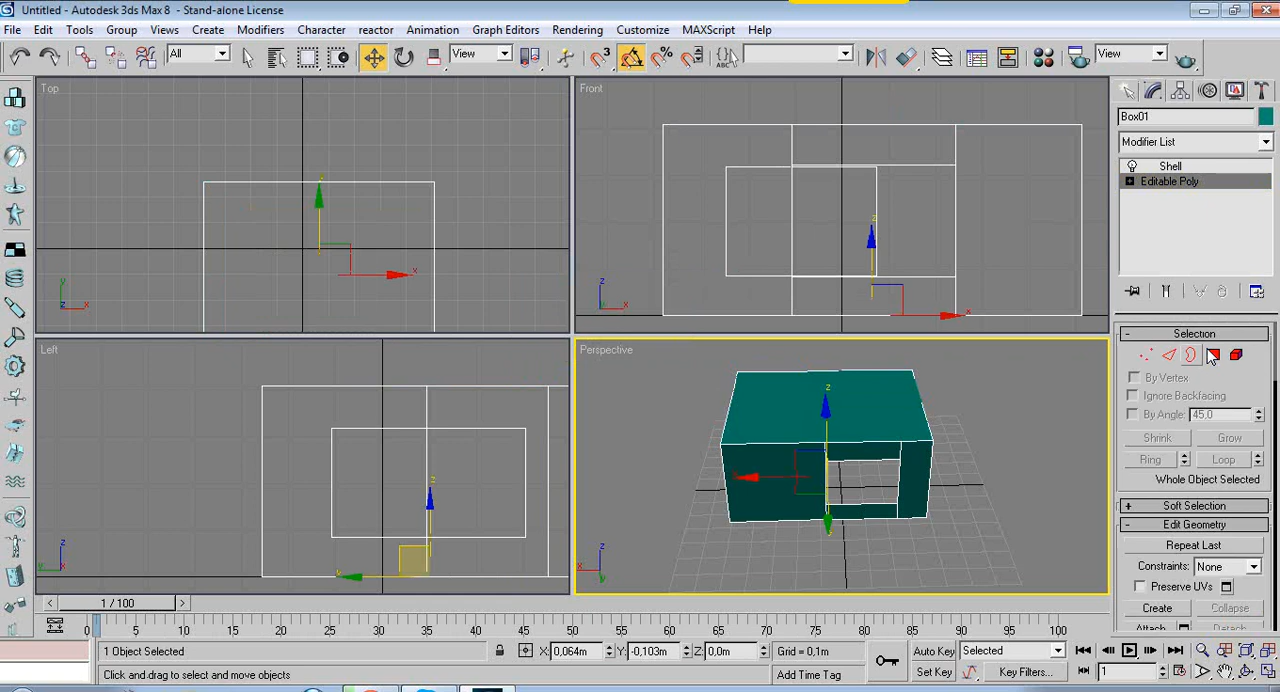 Untitled - Autodesk 3ds Max 8 - Stand-alone License
File Edit Tools Group Views Create Modifiers Character reactor Animation Graph Editors Rendering Customize MAXScript Help
All View View
Top
Front
Box01
Modifier List
Shell
Editable Poly
Left
Perspective
Selection
By Vertex
Ignore Backfacing
By Angle: 45,0
Shrink Grow
Ring Loop
Whole Object Selected
Soft Selection
Edit Geometry
Repeat Last
Constraints: None
Preserve UVs
Create Collapse
Attach Detach
1 / 100
0 5 10 15 20 25 30 35 40 45 50 55 60 65 70 75 80 85 90 95 100
1 Object Selected X: 0,064m Y: -0,103m Z: 0,0m Grid = 0,1m Auto Key Selected
Click and drag to select and move objects Add Time Tag Set Key Key Filters... 1